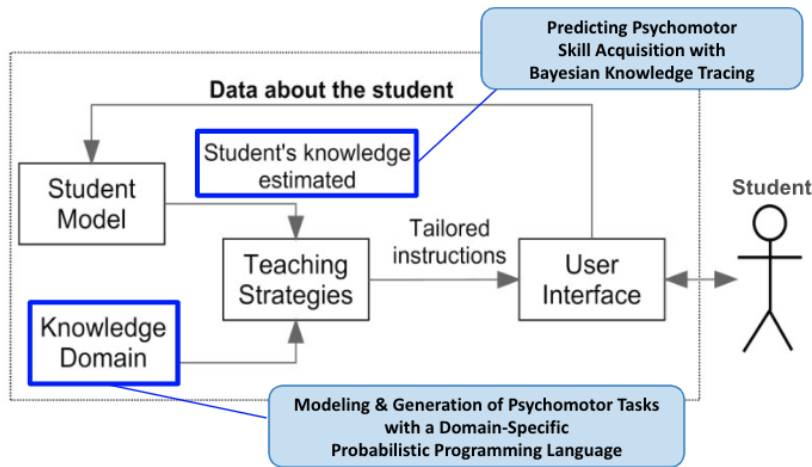 Predicting Psychomotor
Skill Acquisition with
Bayesian Knowledge Tracing
Data about the student
Student's knowledge
estimated
Student
Model
Student
Tailored
instructions
Teaching
Strategies
User
Interface
Knowledge
Domain
Modeling & Generation of Psychomotor Tasks
with a Domain-Specific
Probabilistic Programming Language